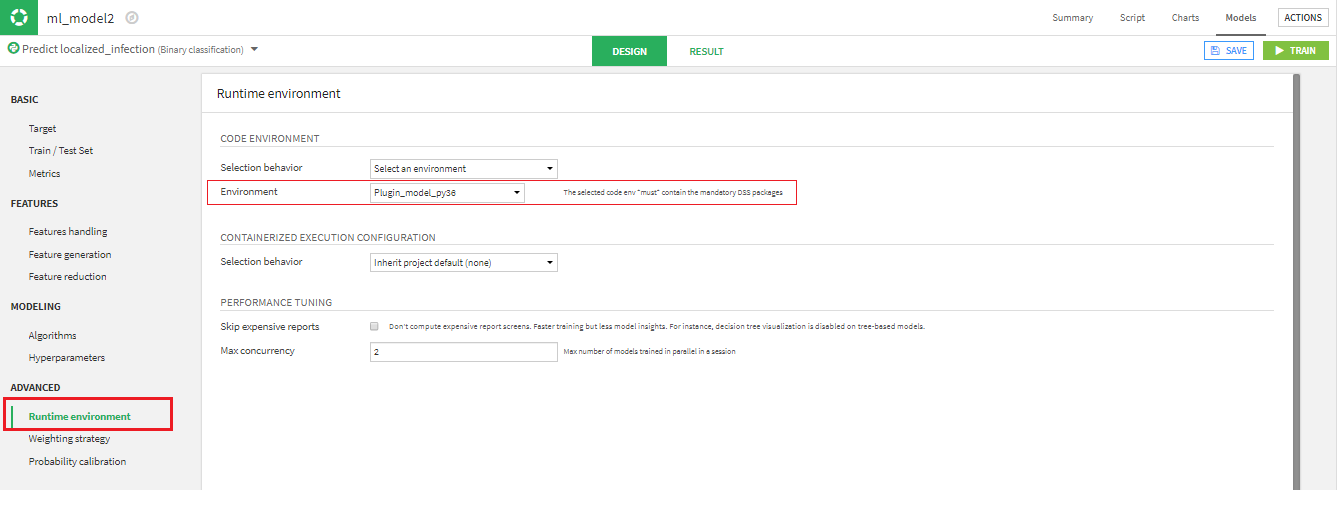 ml_model2
Summary Script Charts Models ACTIONS
Predict localized_infection (Binary classification)
DESIGN RESULT SAVE TRAIN
BASIC
Target
Train / Test Set
Metrics
FEATURES
Features handling
Feature generation
Feature reduction
MODELING
Algorithms
Hyperparameters
ADVANCED
Runtime environment
Weighting strategy
Probability calibration
Runtime environment
CODE ENVIRONMENT
Selection behavior Select an environment
Environment Plugin_model_py36 The selected code env "must" contain the mandatory DSS packages
CONTAINERIZED EXECUTION CONFIGURATION
Selection behavior Inherit project default (none)
PERFORMANCE TUNING
Skip expensive reports Don't compute expensive report screens. Faster training but less model insights. For instance, decision tree visualization is disabled on tree-based models.
Max concurrency 2 Max number of models trained in parallel in a session